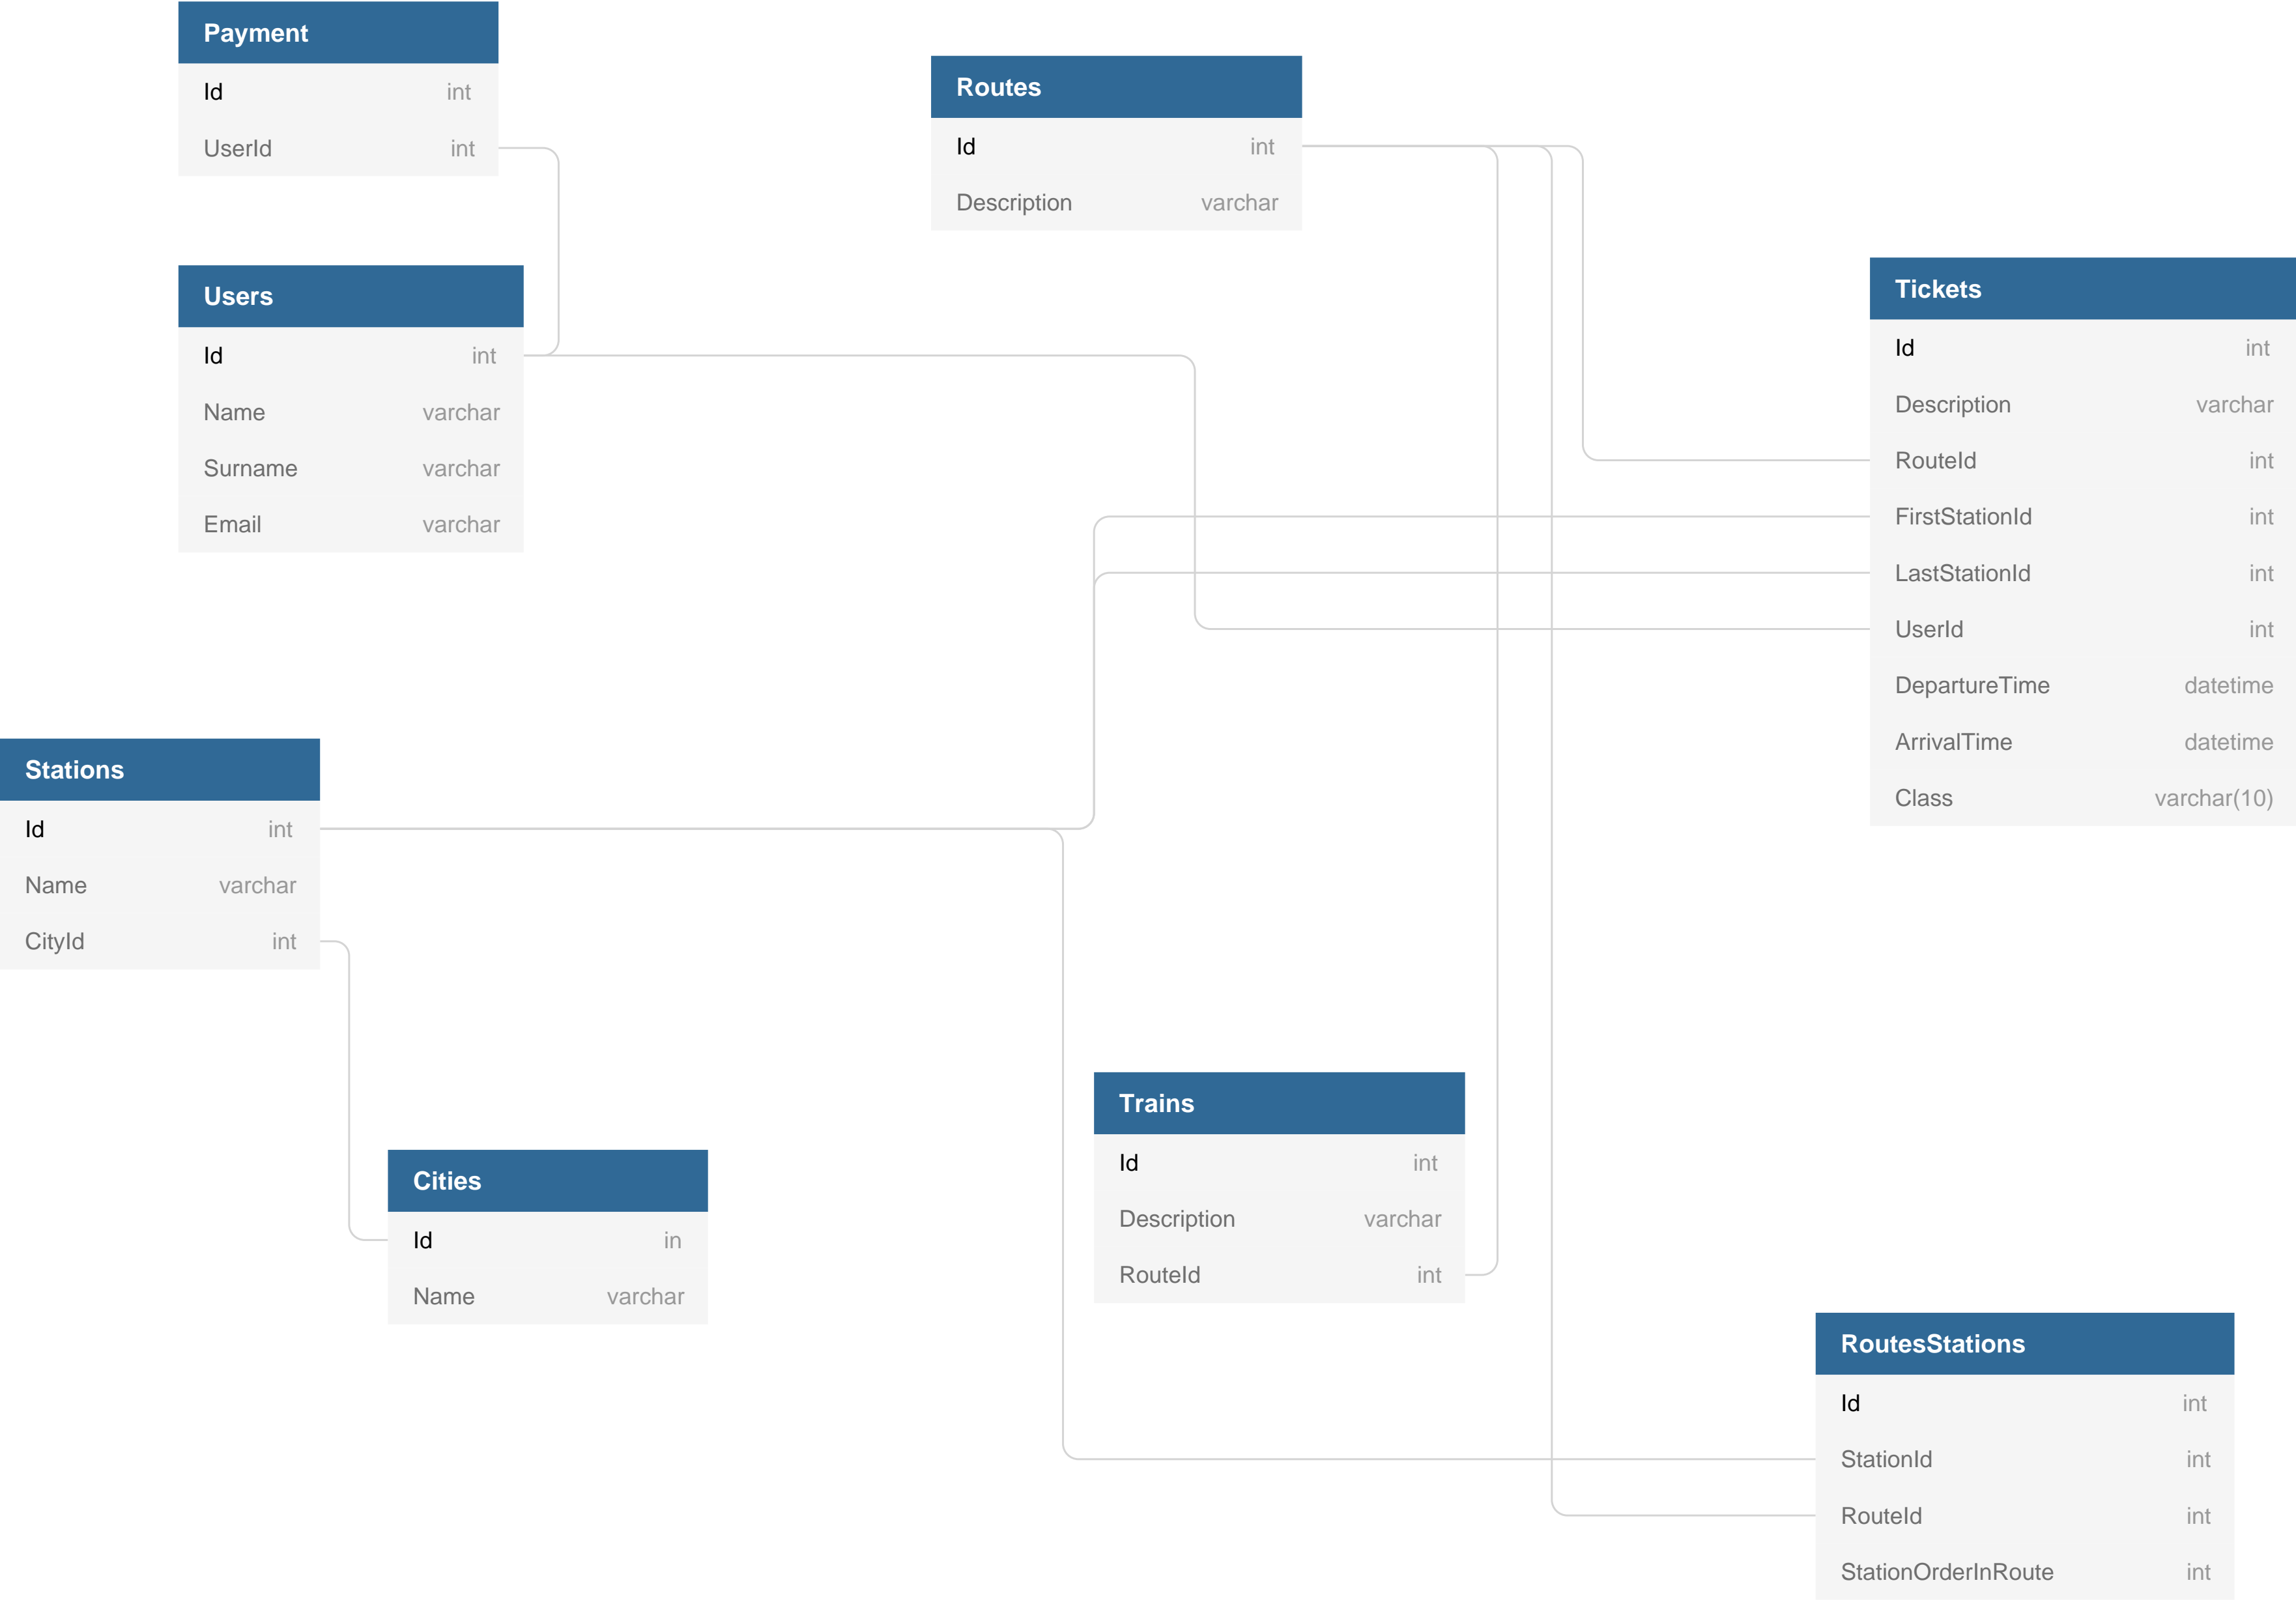 Payment
Id int
UserId int
Routes
Id int
Description varchar
Users
Id int
Name varchar
Surname varchar
Email varchar
Tickets
Id int
Description varchar
RouteId int
FirstStationId int
LastStationId int
UserId int
DepartureTime datetime
ArrivalTime datetime
Class varchar(10)
Stations
Id int
Name varchar
CityId int
Cities
Id in
Name varchar
Trains
Id int
Description varchar
RouteId int
RoutesStations
Id int
StationId int
RouteId int
StationOrderInRoute int